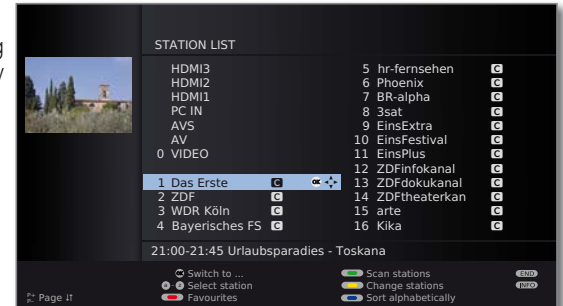 g
y
STATION LIST
HDMI3
HDMI2
HDMI1
PC IN
AVS
AV
0 VIDEO
1 Das Erste C OK
2 ZDF C
3 WDR Köln C
4 Bayerisches FS C
5 hr-fernsehen C
6 Phoenix C
7 BR-alpha C
8 3sat C
9 EinsExtra C
10 EinsFestival C
11 EinsPlus C
12 ZDFinfokanal C
13 ZDFdokukanal C
14 ZDFtheaterkan C
15 arte C
16 Kika C
21:00-21:45 Urlaubsparadies - Toskana
OK Switch to ...
Select station
Favourites
Scan stations
Change stations
Sort alphabetically
END
INFO
P+ P- Page